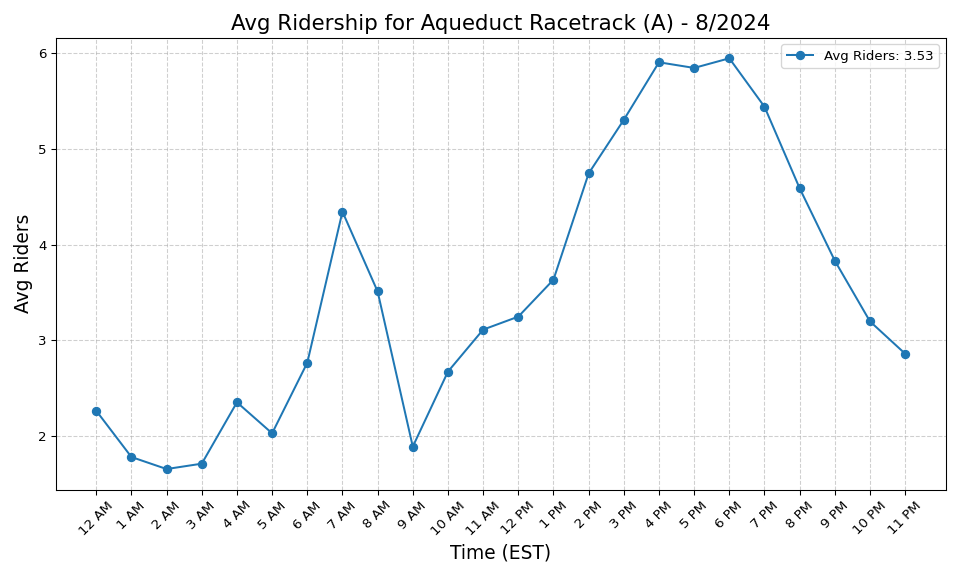 Avg Ridership for Aqueduct Racetrack (A) - 8/2024
Avg Riders: 3.53
Avg Riders
6
5
4
3
2
12 AM
1 AM
2 AM
3 AM
4 AM
5 AM
6 AM
7 AM
8 AM
9 AM
10 AM
11 AM
12 PM
1 PM
2 PM
3 PM
4 PM
5 PM
6 PM
7 PM
8 PM
9 PM
10 PM
11 PM
Time (EST)